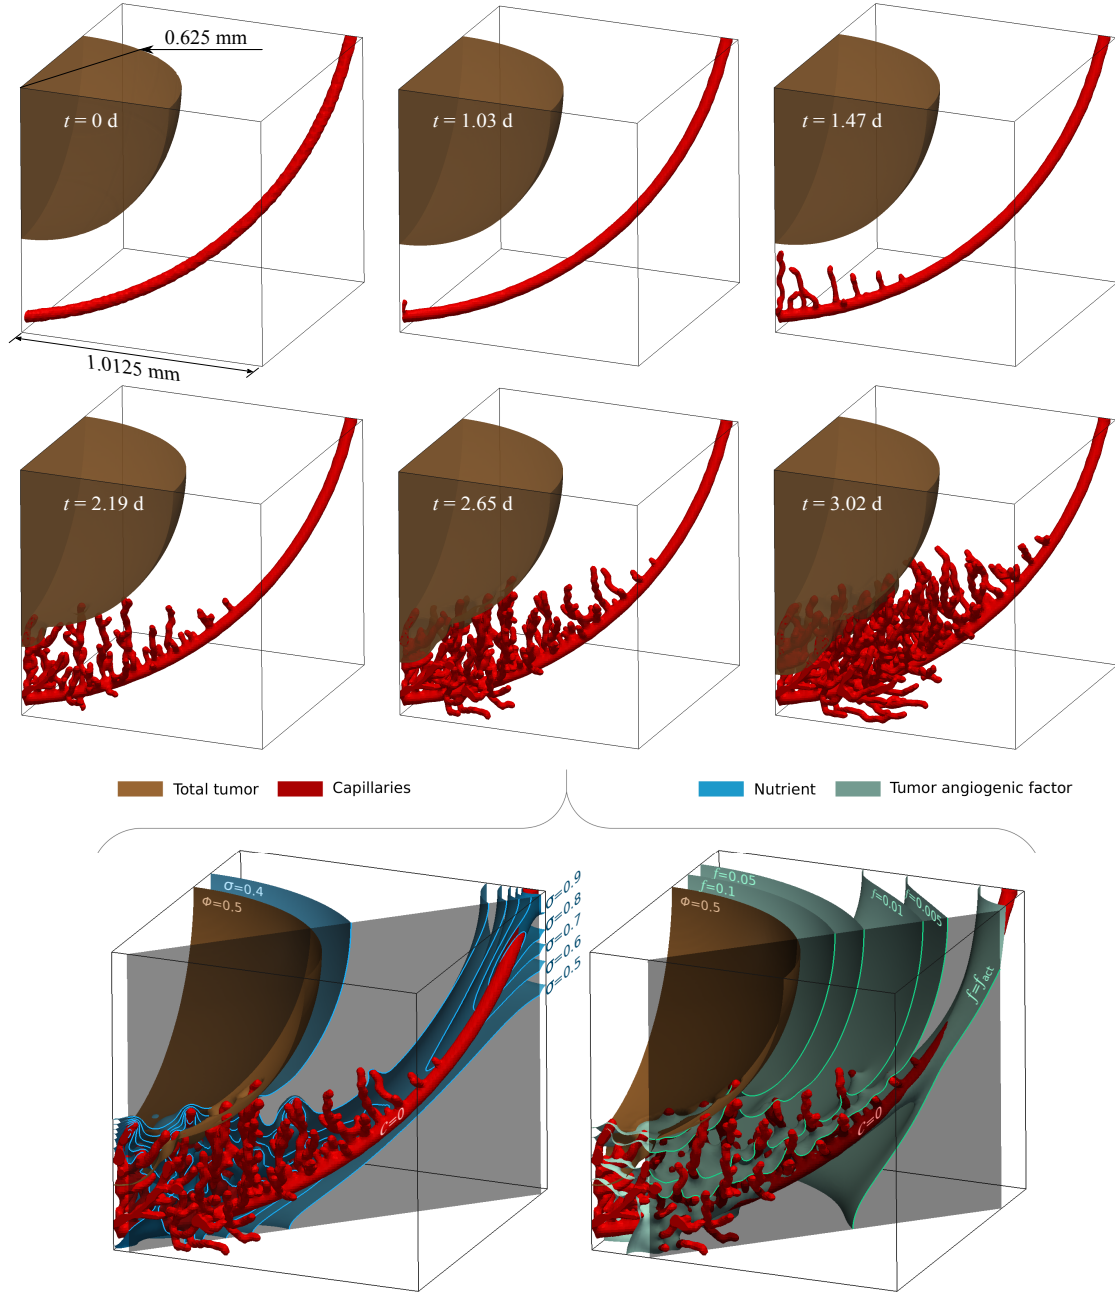 0.625 mm
t = 0 d
t = 1.03 d
t = 1.47 d
1.0125 mm
t = 2.19 d
t = 2.65 d
t = 3.02 d
Total tumor
Capillaries
Nutrient
Tumor angiogenic factor
σ=0.4
Φ=0.5
σ=0.9
σ=0.8
σ=0.7
σ=0.6
σ=0.5
C=0
f=0.05
f=0.1
Φ=0.5
f=0.01
f=0.005
f=fact
C=0